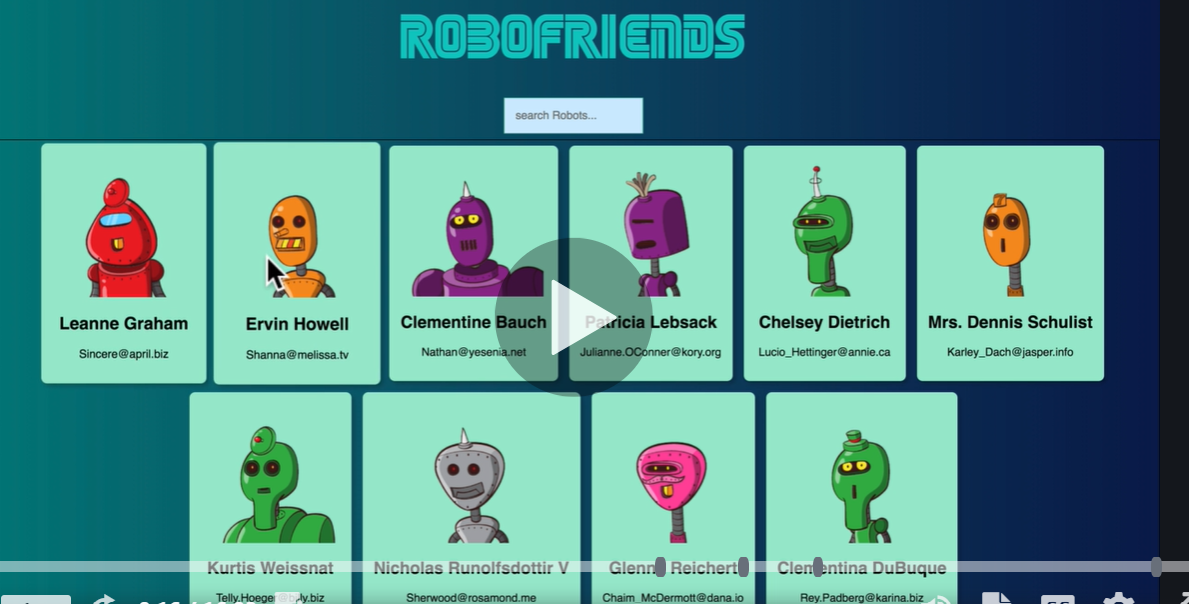 ROBOFRIENDS
search Robots...
Leanne Graham
Sincere@april.biz
Ervin Howell
Shanna@melissa.tv
Clementine Bauch
Nathan@yesenia.net
Patricia Lebsack
Julianne.OConner@kory.org
Chelsey Dietrich
Lucio_Hettinger@annie.ca
Mrs. Dennis Schulist
Karley_Dach@jasper.info
Kurtis Weissnat
Nicholas Runolfsdottir V
Sherwood@rosamond.me
Glenna Reichert
Chaim_McDermott@dana.io
Clementina DuBuque
Rey.Padberg@karina.biz